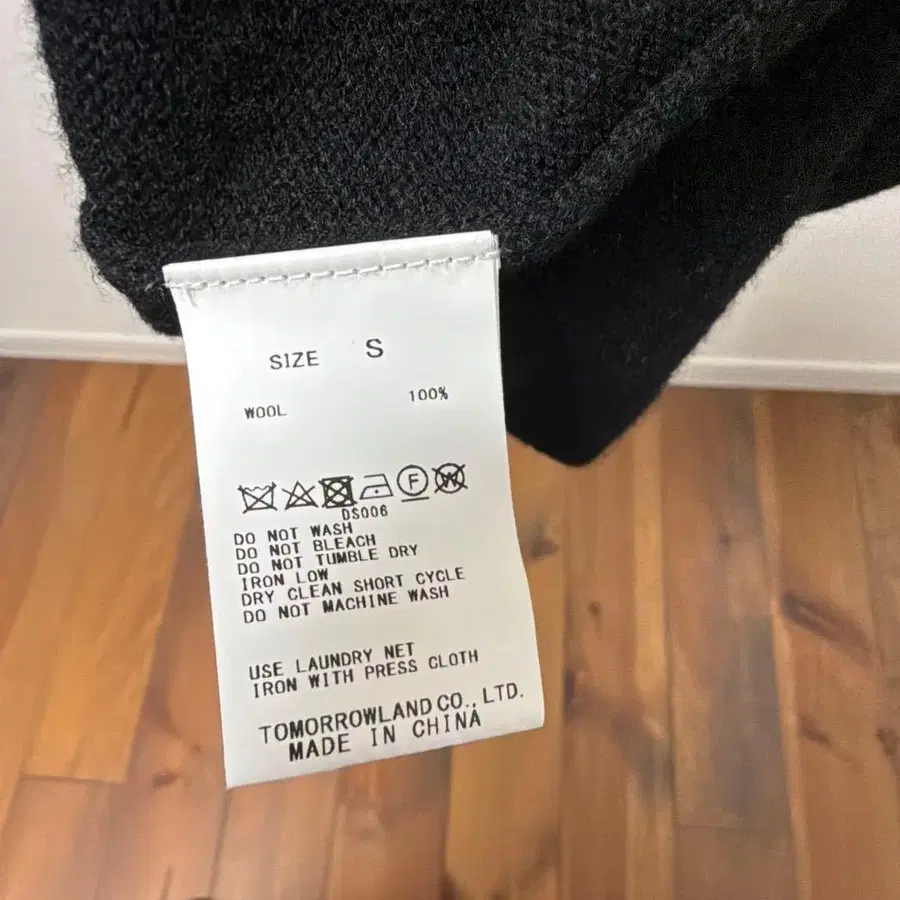 SIZE S
WOOL 100%
F W
DS006
DO NOT WASH
DO NOT BLEACH
DO NOT TUMBLE DRY
IRON LOW
DRY CLEAN SHORT CYCLE
DO NOT MACHINE WASH
USE LAUNDRY NET
IRON WITH PRESS CLOTH
TOMORROWLAND CO., LTD.
MADE IN CHINA